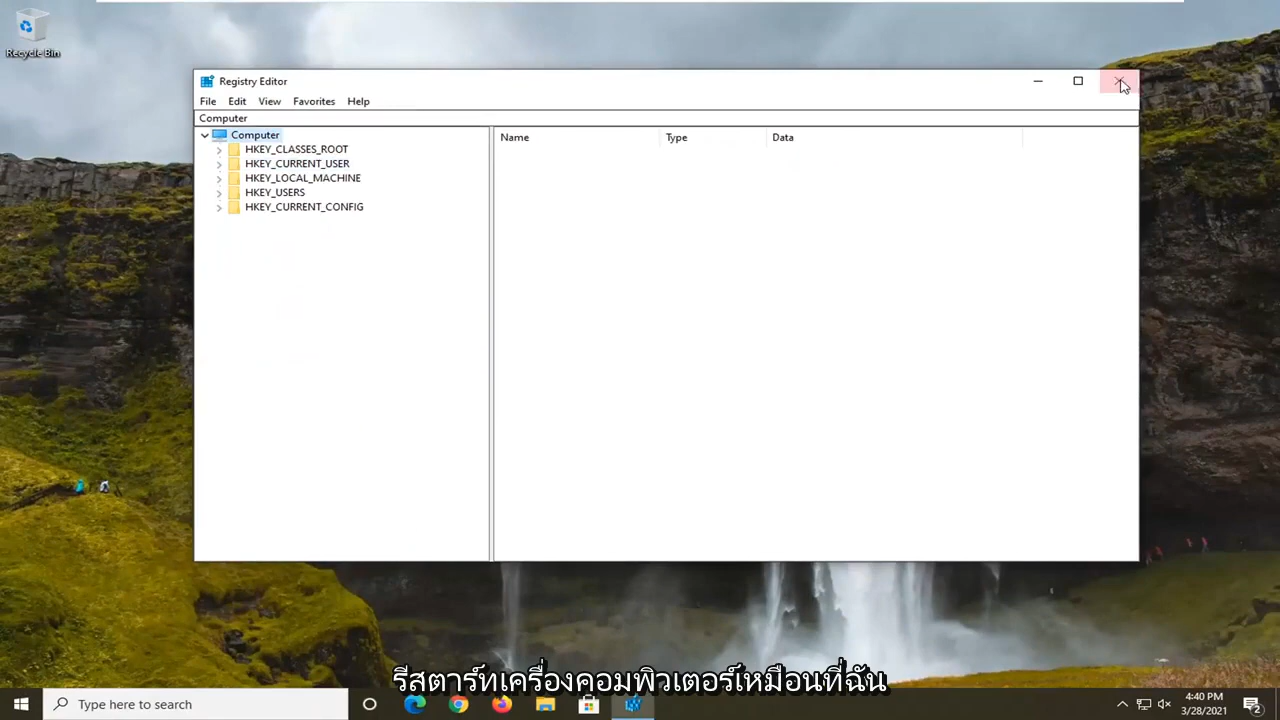 Recycle Bin
Registry Editor
File Edit View Favorites Help
Computer
Computer
HKEY_CLASSES_ROOT
HKEY_CURRENT_USER
HKEY_LOCAL_MACHINE
HKEY_USERS
HKEY_CURRENT_CONFIG
Name Type Data
รีสตาร์ทเครื่องคอมพิวเตอร์เหมือนที่ฉัน
Type here to search
4:40 PM
3/28/2021
2